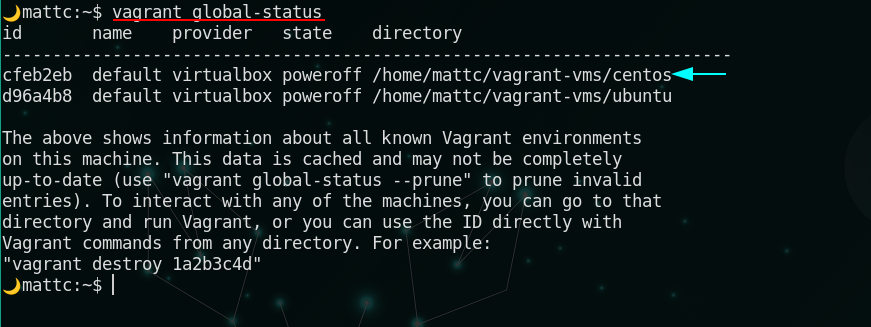 🌙mattc:~$ vagrant global-status
id       name    provider   state    directory
-------------------------------------------------------------------------
cfeb2eb  default virtualbox poweroff /home/mattc/vagrant-vms/centos
d96a4b8  default virtualbox poweroff /home/mattc/vagrant-vms/ubuntu
The above shows information about all known Vagrant environments
on this machine. This data is cached and may not be completely
up-to-date (use "vagrant global-status --prune" to prune invalid
entries). To interact with any of the machines, you can go to that
directory and run Vagrant, or you can use the ID directly with
Vagrant commands from any directory. For example:
"vagrant destroy 1a2b3c4d"
🌙mattc:~$